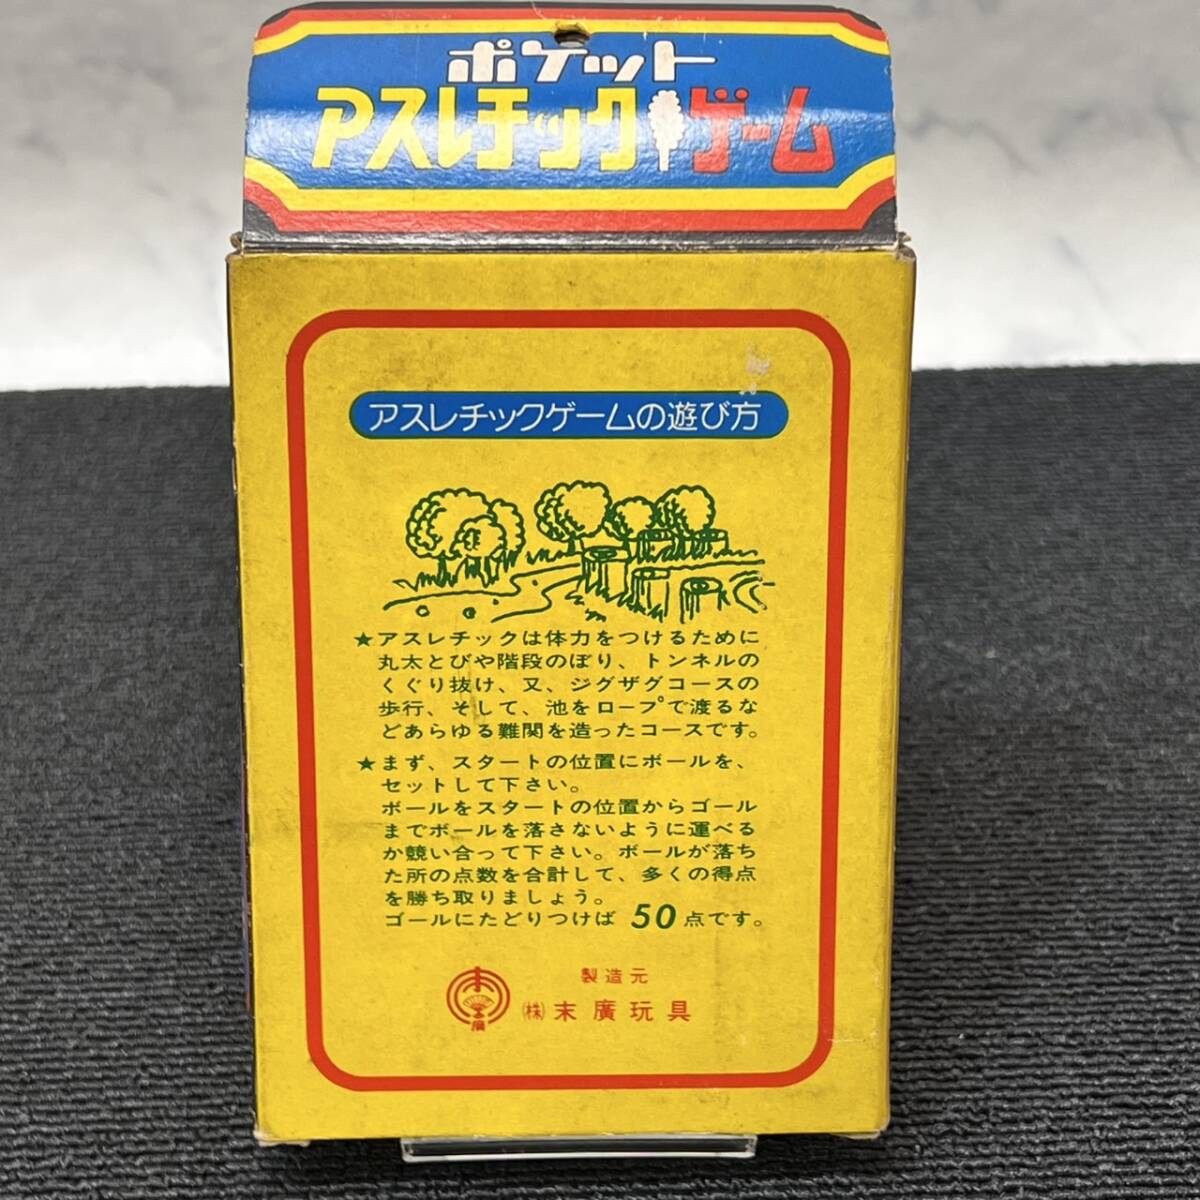 ポケット
アスレチックゲーム
アスレチックゲームの遊び方
★アスレチックは体力をつけるために
丸太とびや階段のぼり、トンネルの
くぐり抜け、又、ジグザグコースの
歩行、そして、池をロープで渡るな
どあらゆる難関を造ったコースです。
★まず、スタートの位置にボールを、
セットして下さい。
ボールをスタートの位置からゴール
までボールを落さないように運べる
か競い合って下さい。ボールが落ち
た所の点数を合計して、多くの得点
を勝ち取りましょう。
ゴールにたどりつけば 50 点です。
製造元
㈱ 末廣玩具